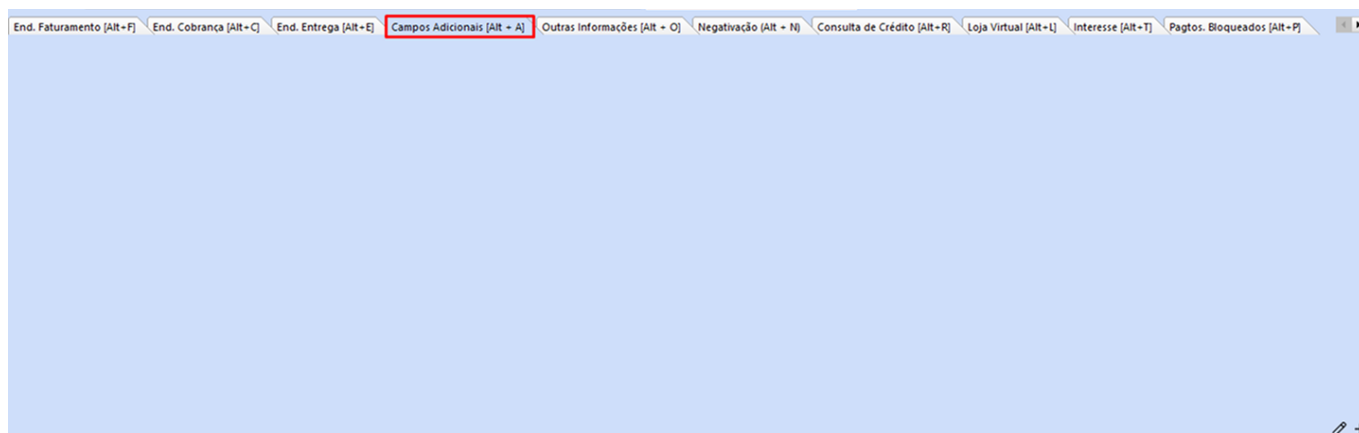 End. Faturamento [Alt+F] End. Cobrança [Alt+C] End. Entrega [Alt+E] Campos Adicionais [Alt + A] Outras Informações [Alt + O] Negativação (Alt + N) Consulta de Crédito [Alt+R] Loja Virtual [Alt+L] Interesse [Alt+T] Pagtos. Bloqueados [Alt+P]